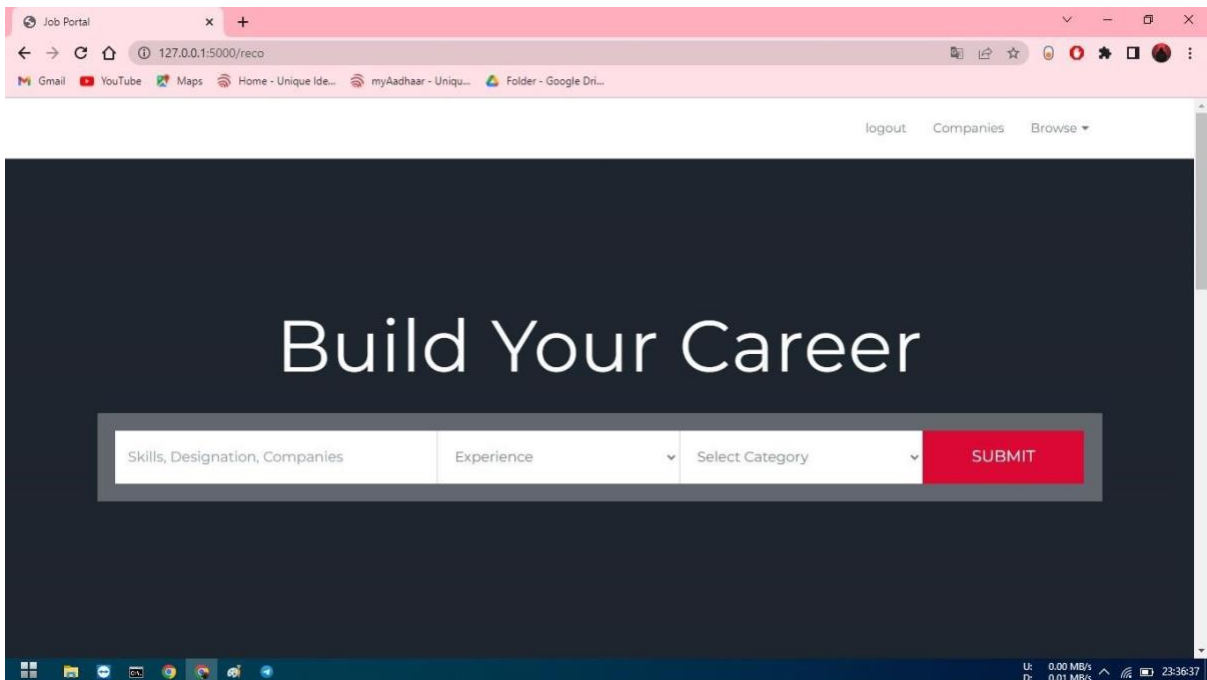 Job Portal
127.0.0.1:5000/reco
Gmail YouTube Maps Home - Unique Ide... myAadhaar - Uniqu... Folder - Google Dri...
logout Companies Browse
Build Your Career
Skills, Designation, Companies Experience Select Category SUBMIT
U: 0.00 MB/s
D: 0.01 MB/s 23:36:37